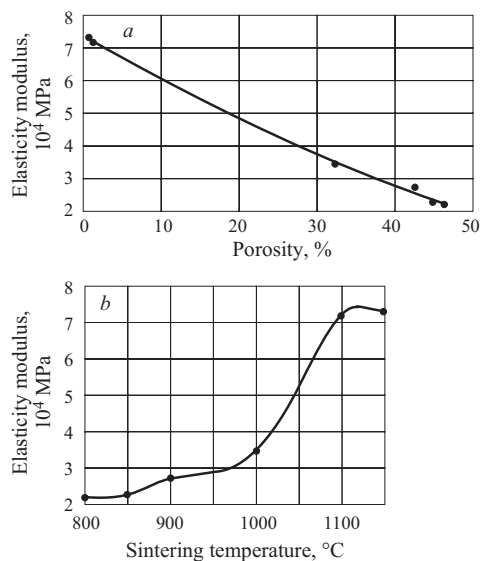 a
Elasticity modulus,
10⁴ MPa
8
7
6
5
4
3
2
0 10 20 30 40 50
Porosity, %
b
Elasticity modulus,
10⁴ MPa
8
7
6
5
4
3
2
800 900 1000 1100
Sintering temperature, °C